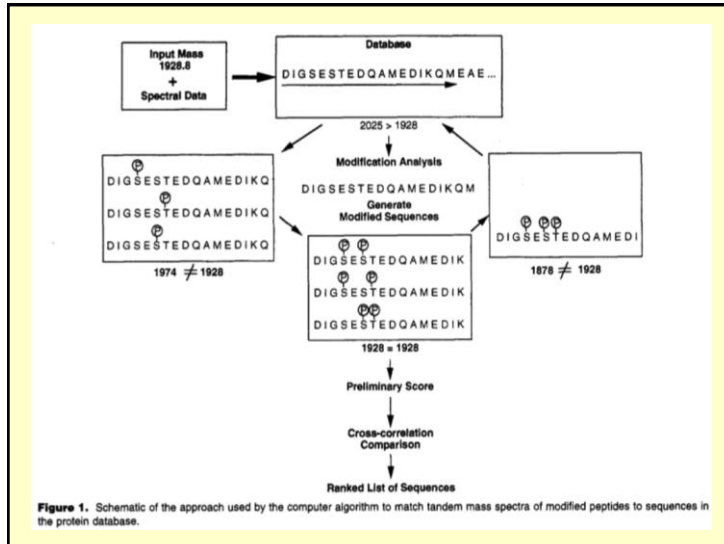 Input Mass
1928.8
+
Spectral Data
Database
DIGSESTEDQAMEDIKQMEAE...
2025 > 1928
Modification Analysis
DIGSESTEDQAMEDIKQM
Generate
Modified Sequences
P
DIGSESTEDQAMEDIKQ
P
DIGSESTEDQAMEDIKQ
P
DIGSESTEDQAMEDIKQ
1974 ≠ 1928
P P
DIGSESTEDQAMEDIK
P P
DIGSESTEDQAMEDIK
P P
DIGSESTEDQAMEDIK
1928 = 1928
P P P
DIGSESTEDQAMEDI
1878 ≠ 1928
Preliminary Score
Cross-correlation
Comparison
Ranked List of Sequences
Figure 1. Schematic of the approach used by the computer algorithm to match tandem mass spectra of modified peptides to sequences in
the protein database.